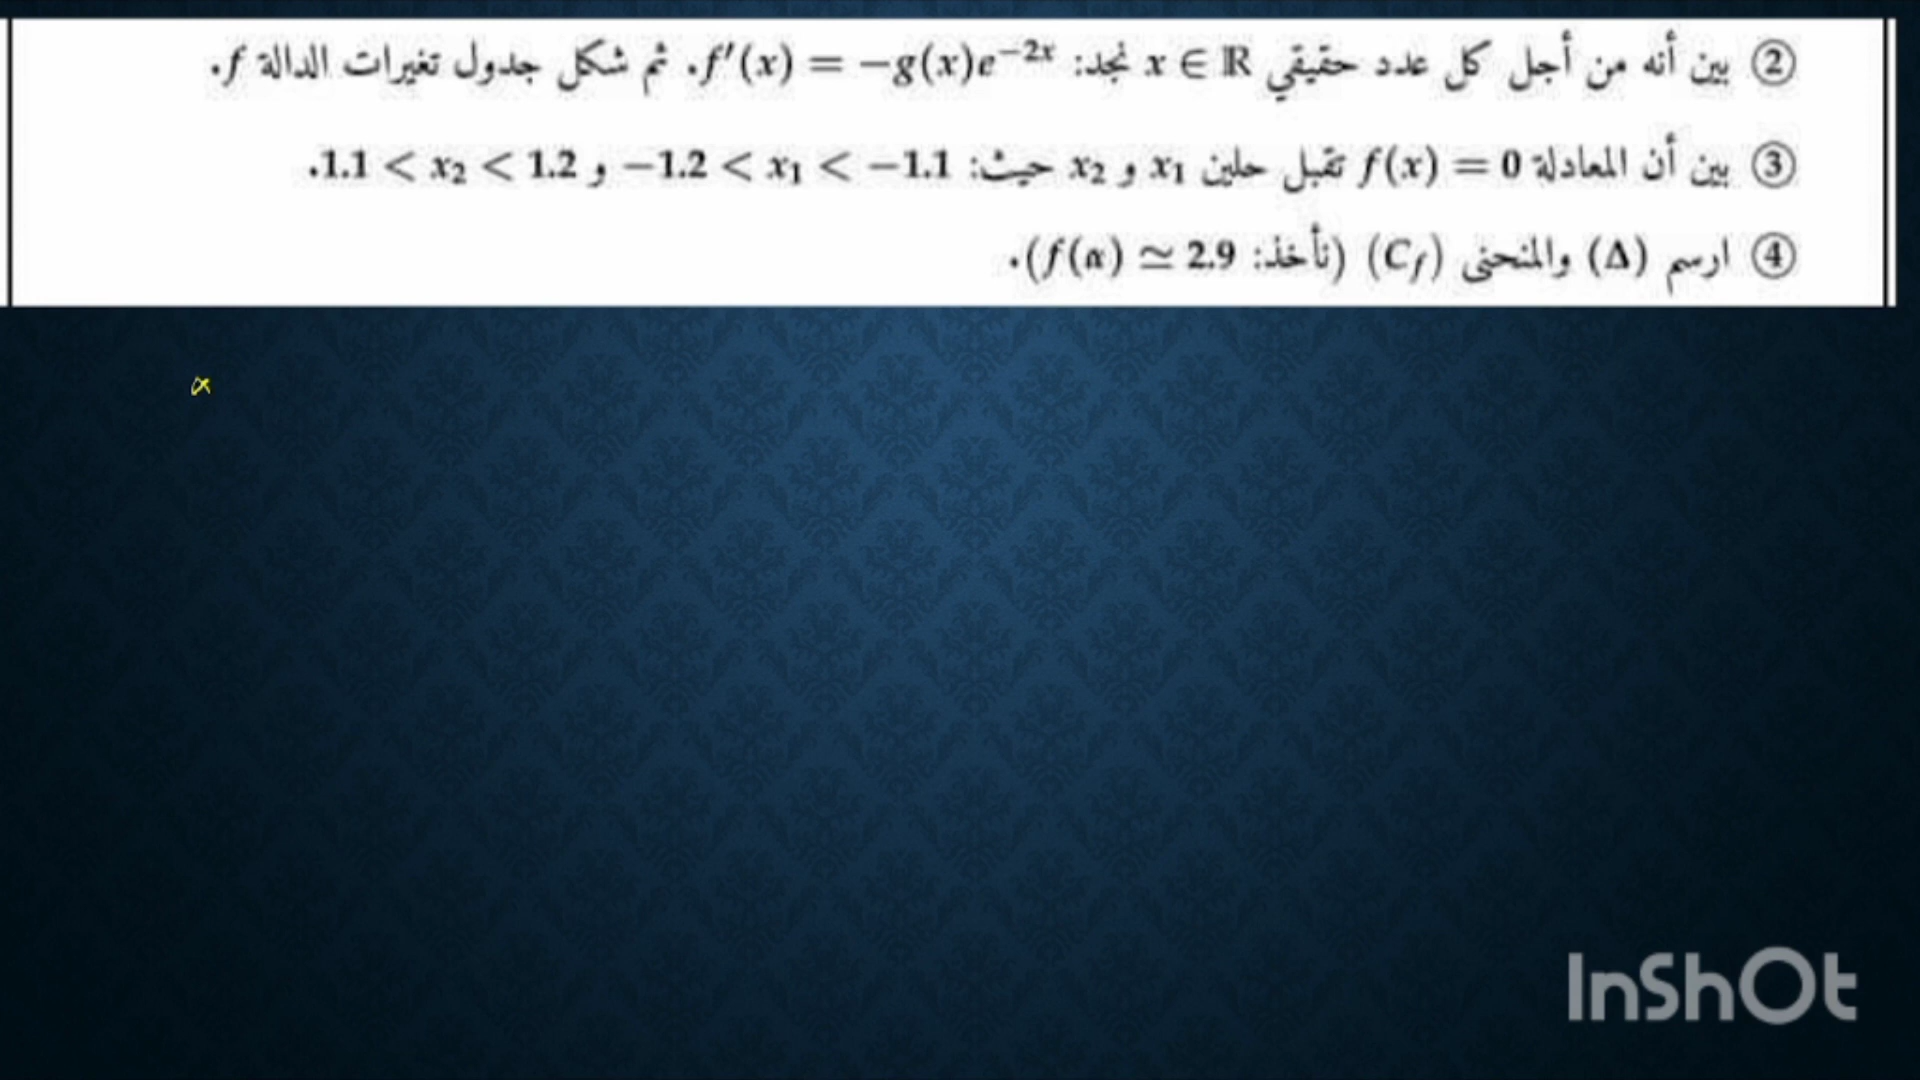 ② بين أنه من أجل كل عدد حقيقي x ∈ ℝ نجد: f′(x) = −g(x)e^{−2x}. ثم شكل جدول تغيرات الدالة f.
③ بين أن المعادلة f(x) = 0 تقبل حلين x₁ و x₂ حيث: −1.2 < x₁ < −1.1 و 1.1 < x₂ < 1.2.
④ ارسم (Δ) والمنحنى (C_f) (نأخذ: f(α) ≃ 2.9).
α
InShOt